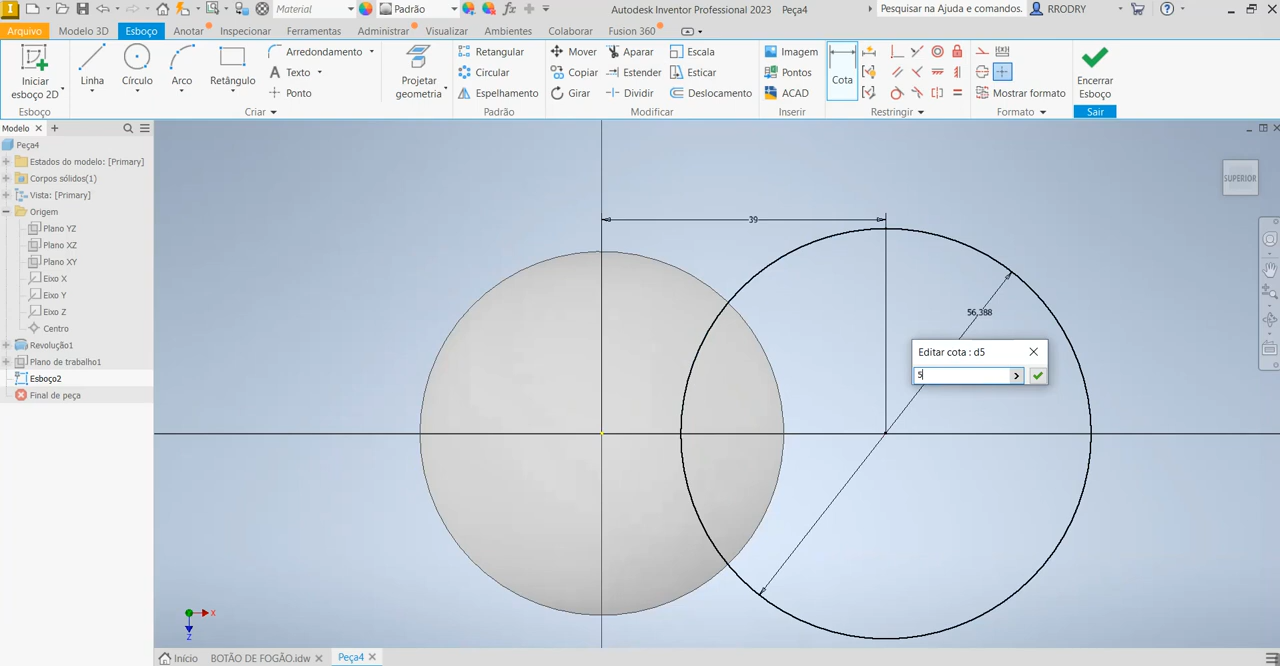 Material
Padrão
Autodesk Inventor Professional 2023 Peça4
Pesquisar na Ajuda e comandos.
RRODRY
Arquivo Modelo 3D Esboço Anotar Inspecionar Ferramentas Administrar Visualizar Ambientes Colaborar Fusion 360
Iniciar
esboço 2D
Linha
Círculo
Arco
Retângulo
Arredondamento
Texto
Ponto
Projetar
geometria
Retangular
Circular
Espelhamento
Mover
Copiar
Girar
Aparar
Estender
Dividir
Escala
Esticar
Deslocamento
Imagem
Pontos
ACAD
Cota
Mostrar formato
Encerrar
Esboço
Esboço Criar Padrão Modificar Inserir Restringir Formato Sair
Modelo
SUPERIOR
Peça4
Estados do modelo: [Primary]
Corpos sólidos(1)
Vista: [Primary]
Origem
Plano YZ
Plano XZ
Plano XY
Eixo X
Eixo Y
Eixo Z
Centro
Revolução1
Plano de trabalho1
Esboço2
Final de peça
39
56,388
Editar cota : d5
5
X
Z
Início
BOTÃO DE FOGÃO.idw
Peça4